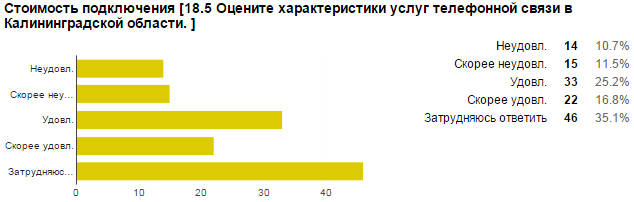 Стоимость подключения [18.5 Оцените характеристики услуг телефонной связи в
Калининградской области. ]
Неудовл.
Скорее неу...
Удовл.
Скорее удовл.
Затрудняюс...
0 10 20 30 40
Неудовл. 14 10.7%
Скорее неудовл. 15 11.5%
Удовл. 33 25.2%
Скорее удовл. 22 16.8%
Затрудняюсь ответить 46 35.1%